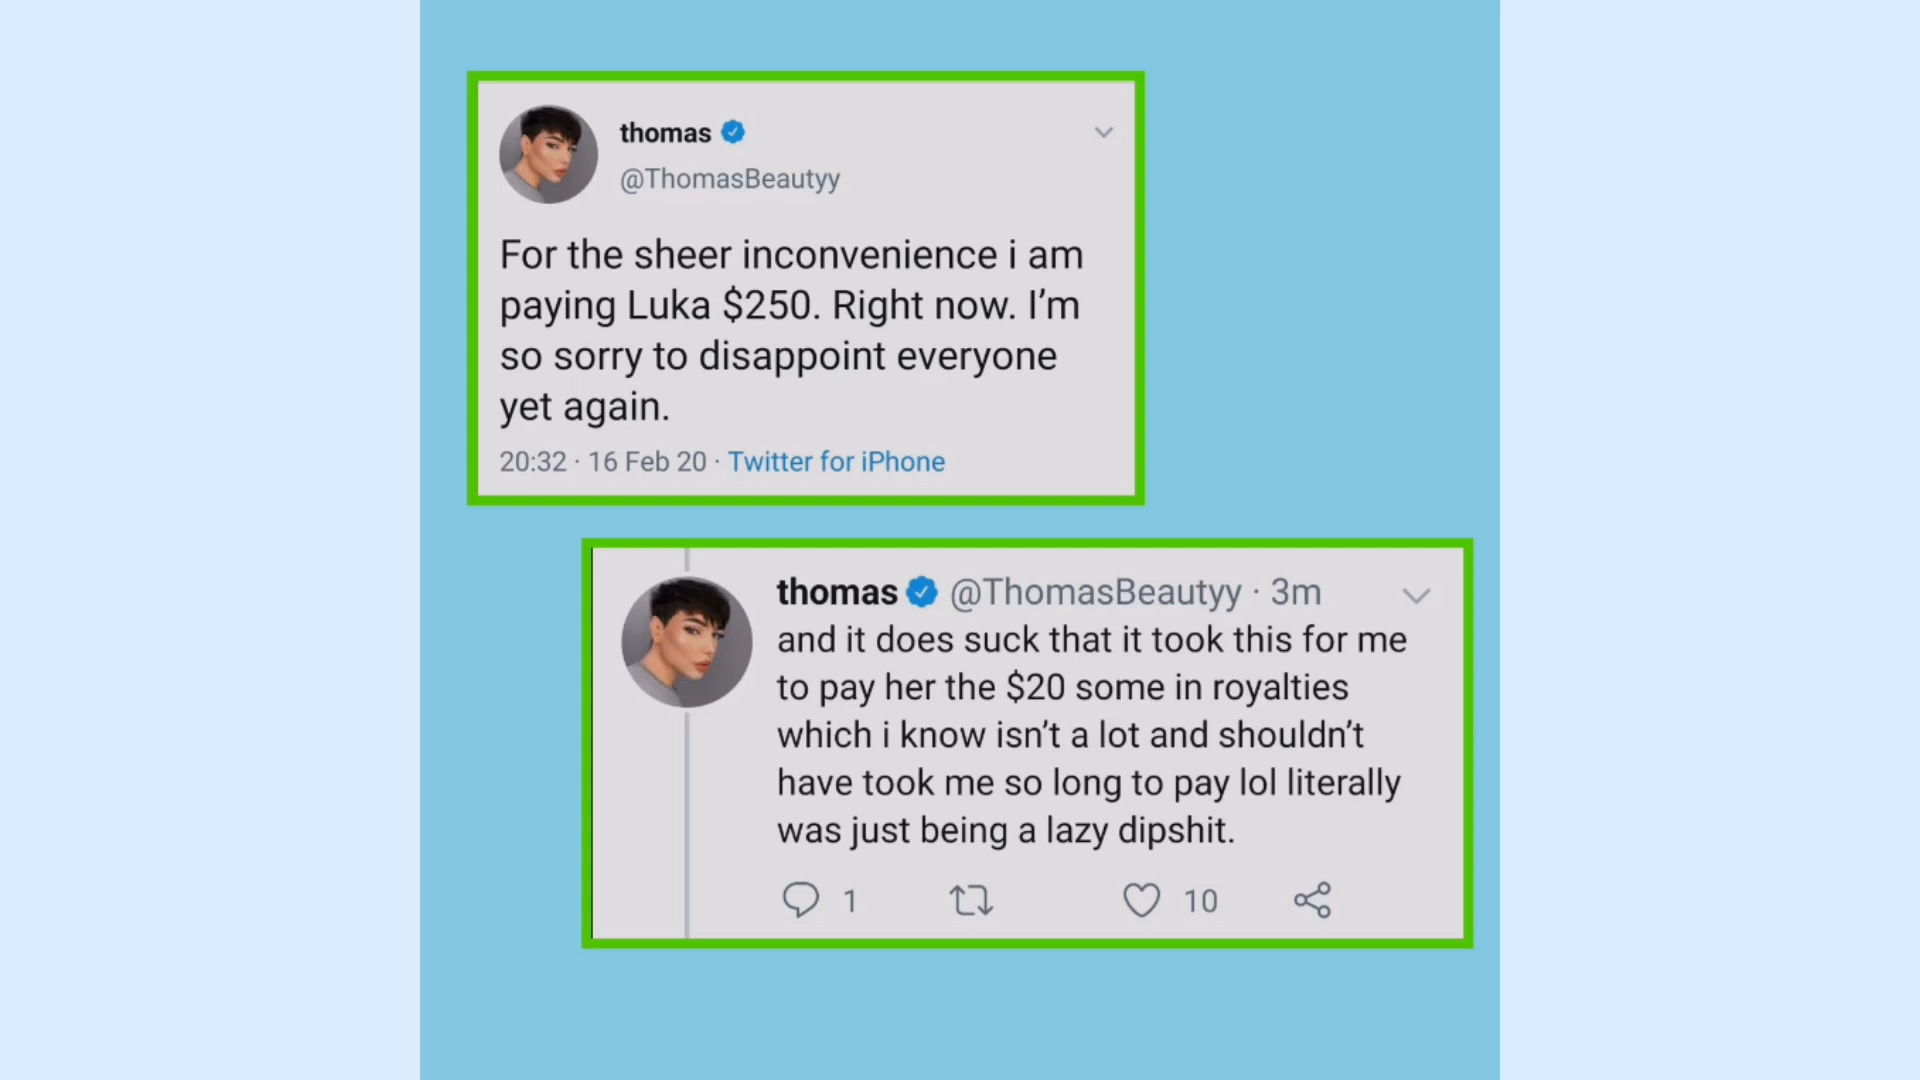 thomas
@ThomasBeautyy
For the sheer inconvenience i am
paying Luka $250. Right now. I'm
so sorry to disappoint everyone
yet again.
20:32 · 16 Feb 20 · Twitter for iPhone
thomas @ThomasBeautyy · 3m
and it does suck that it took this for me
to pay her the $20 some in royalties
which i know isn't a lot and shouldn't
have took me so long to pay lol literally
was just being a lazy dipshit.
1 10